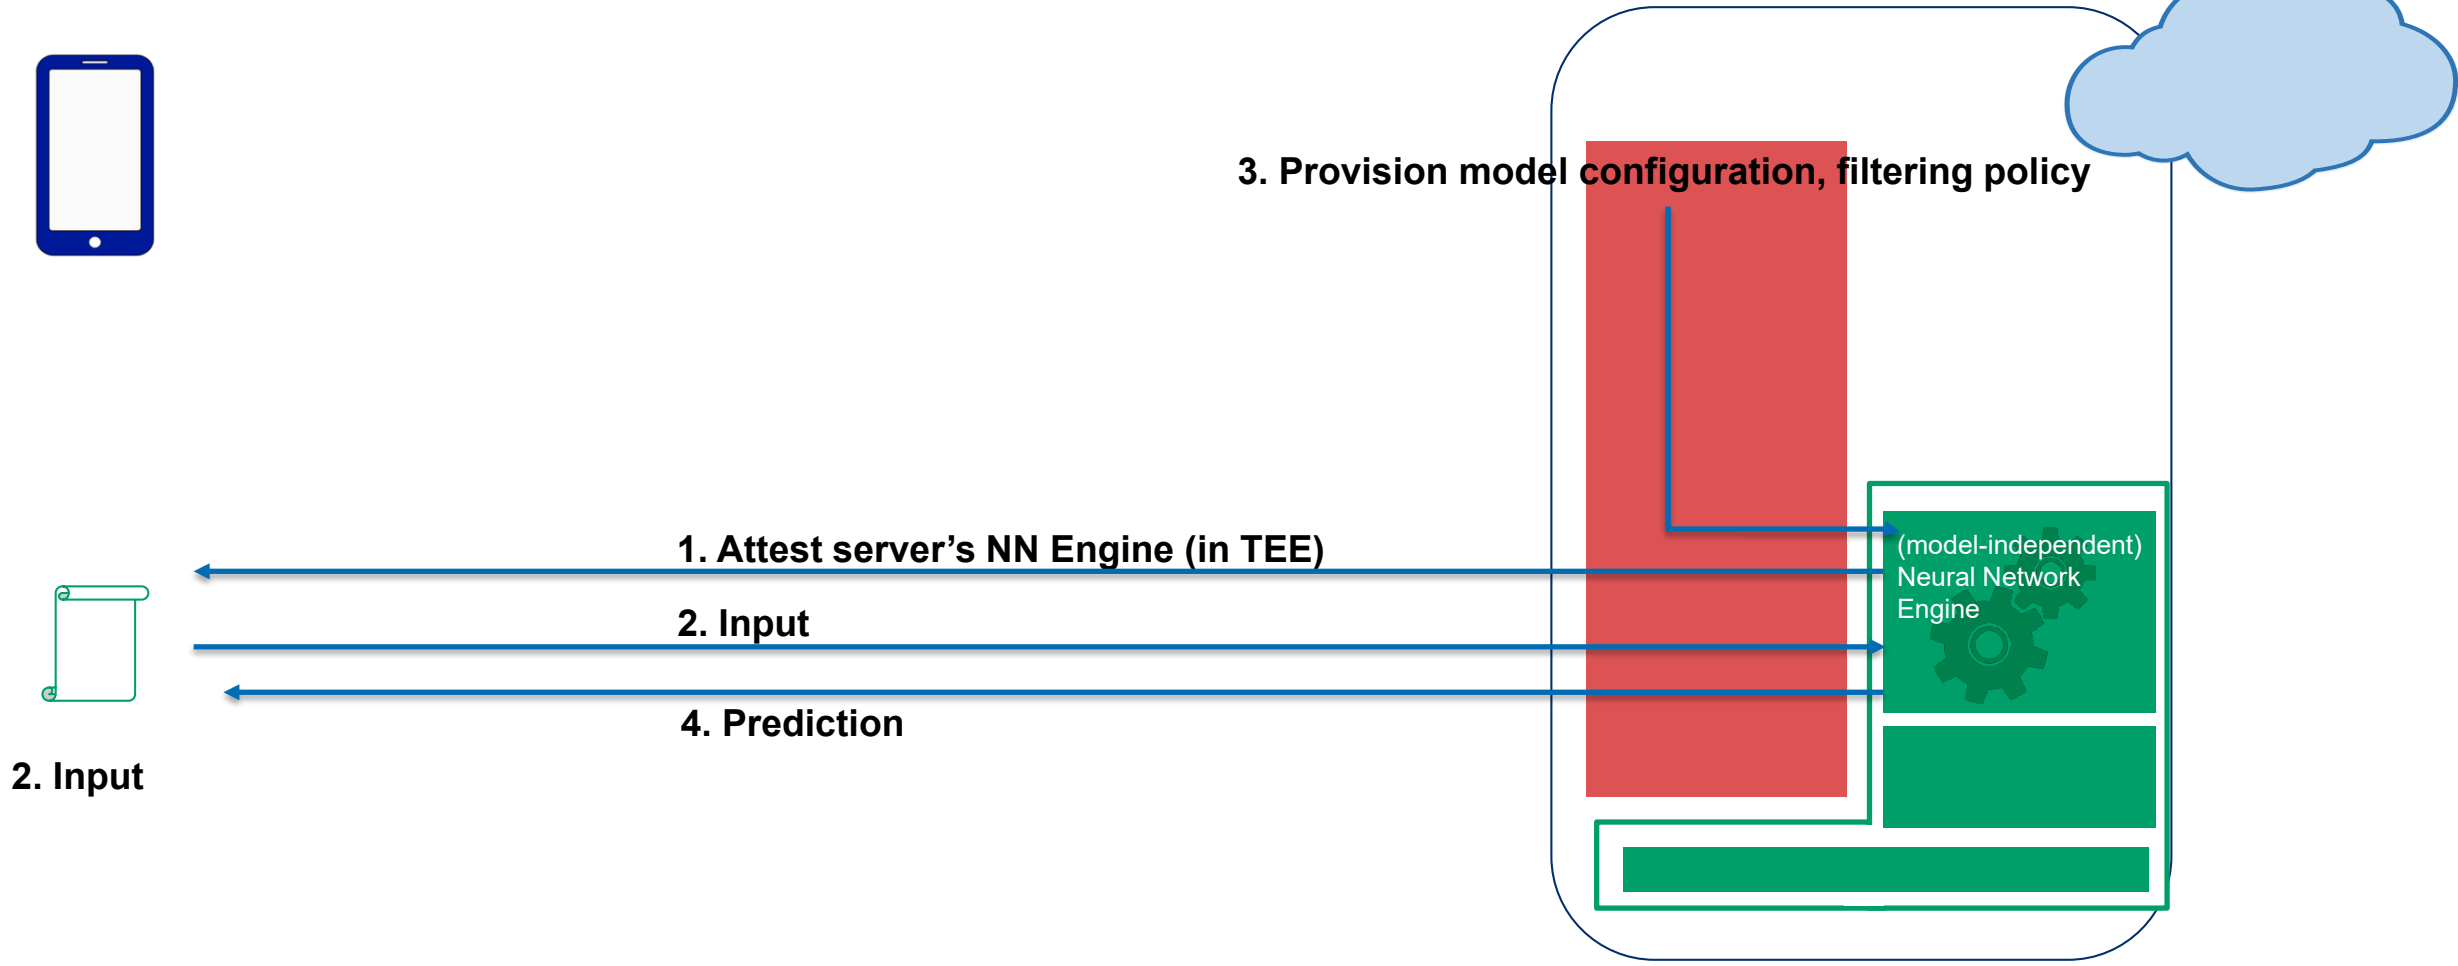 3. Provision model configuration, filtering policy
1. Attest server’s NN Engine (in TEE)
(model-independent)
Neural Network
Engine
2. Input
4. Prediction
2. Input